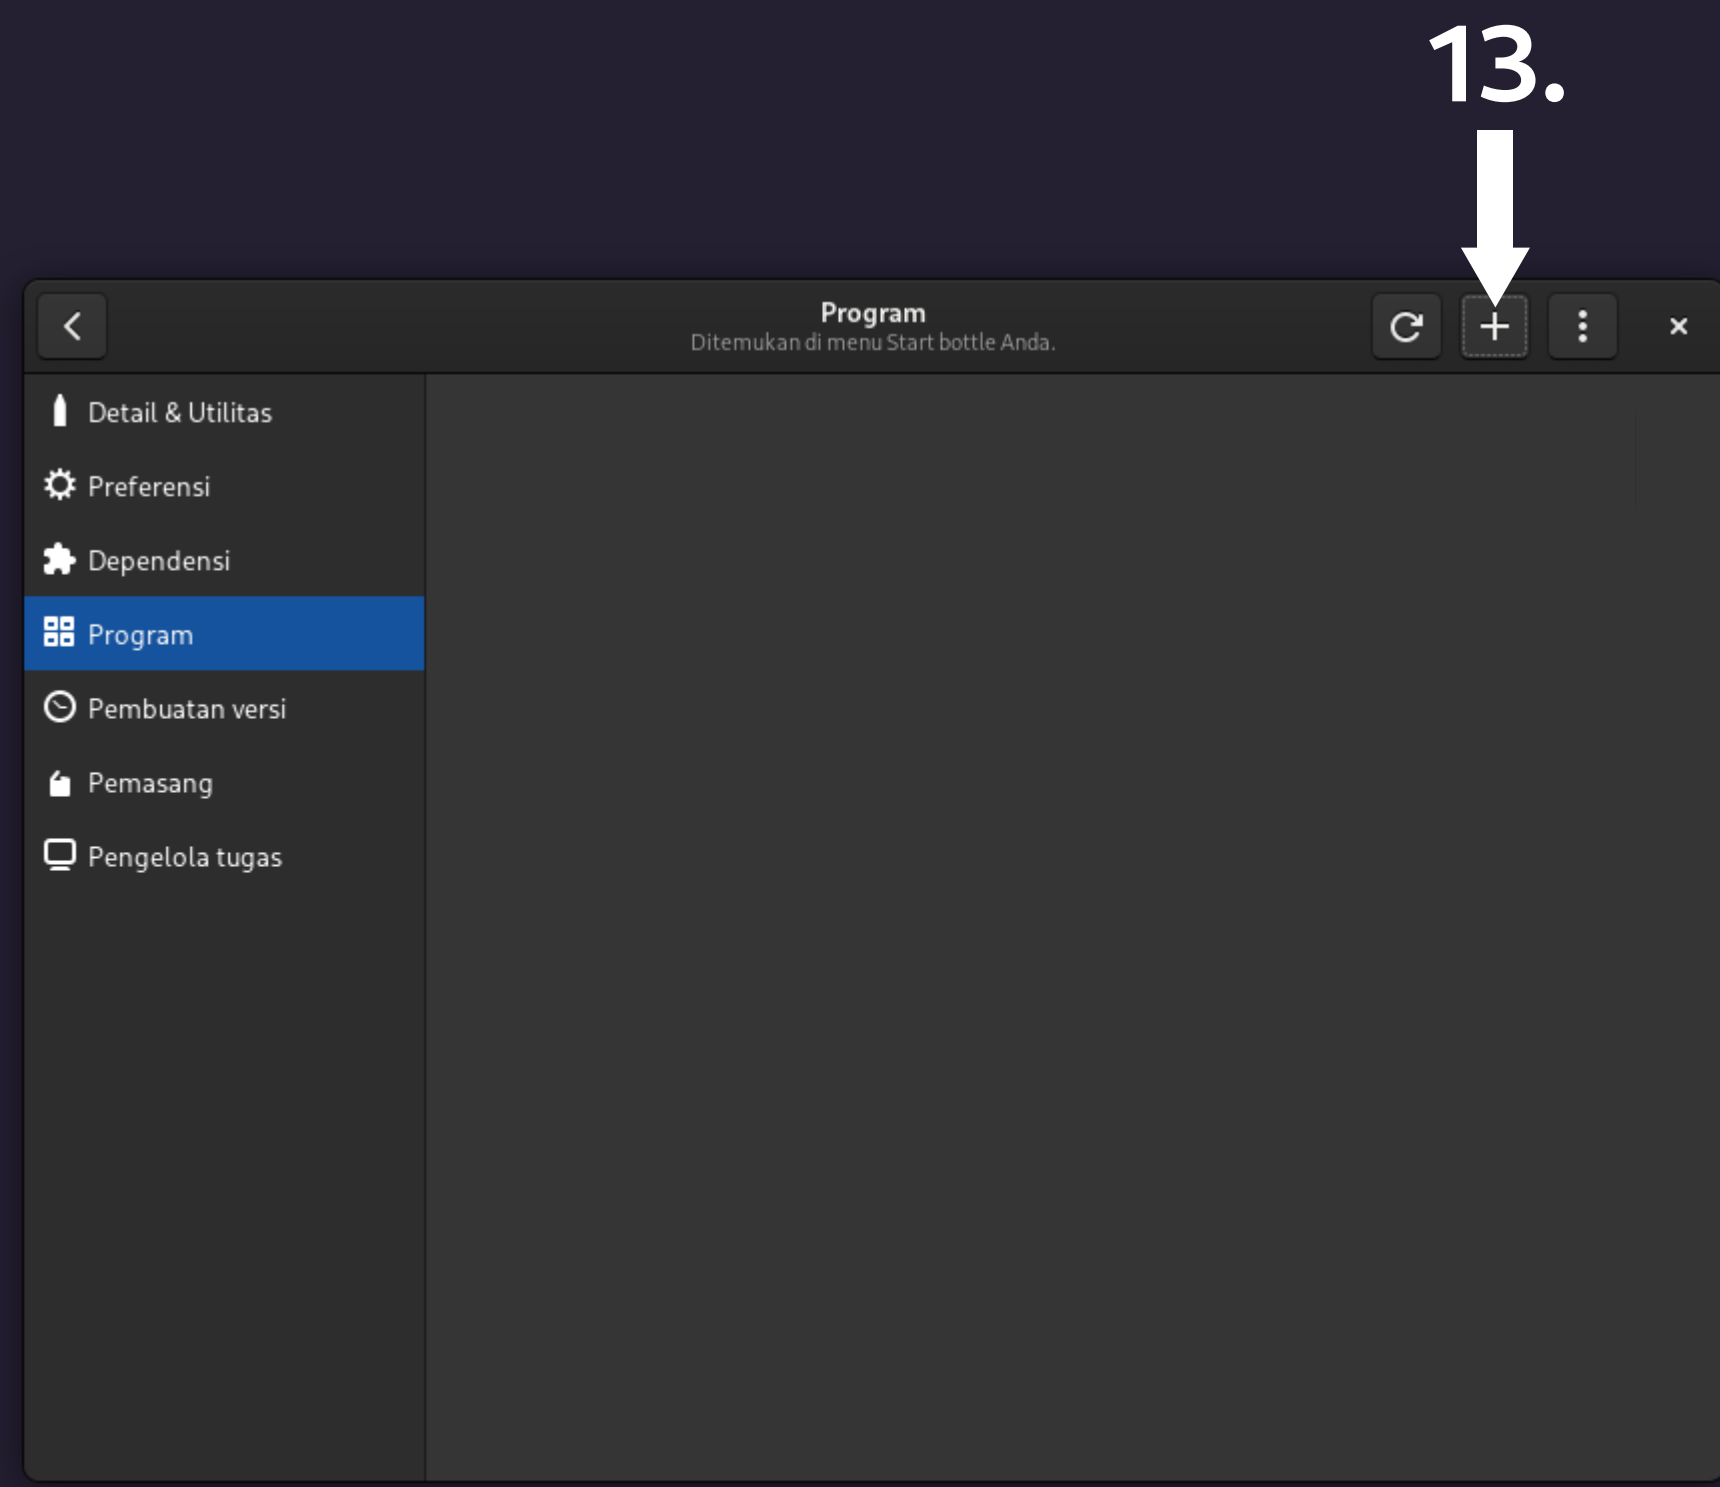 13.
Program
Ditemukan di menu Start bottle Anda.
Detail & Utilitas
Preferensi
Dependensi
Program
Pembuatan versi
Pemasang
Pengelola tugas